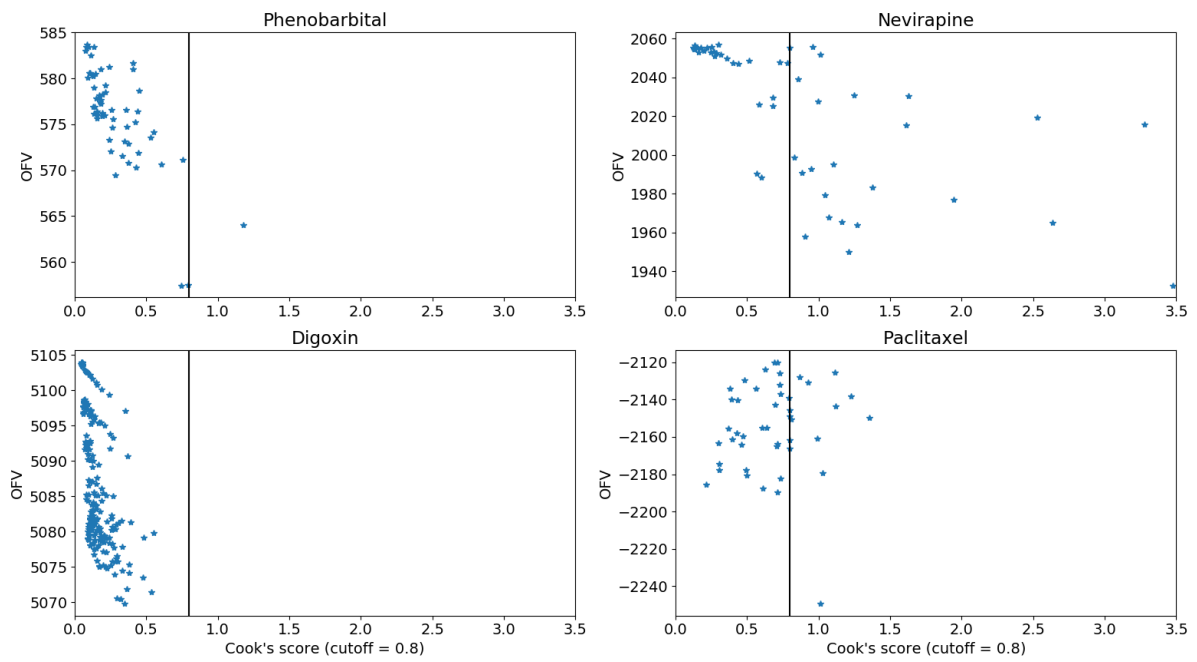 Phenobarbital
585
580
575
570
565
560
OFV
0.0 0.5 1.0 1.5 2.0 2.5 3.0 3.5
Nevirapine
2060
2040
2020
2000
1980
1960
1940
OFV
0.0 0.5 1.0 1.5 2.0 2.5 3.0 3.5
Digoxin
5105
5100
5095
5090
5085
5080
5075
5070
OFV
0.0 0.5 1.0 1.5 2.0 2.5 3.0 3.5
Cook's score (cutoff = 0.8)
Paclitaxel
−2120
−2140
−2160
−2180
−2200
−2220
−2240
OFV
0.0 0.5 1.0 1.5 2.0 2.5 3.0 3.5
Cook's score (cutoff = 0.8)